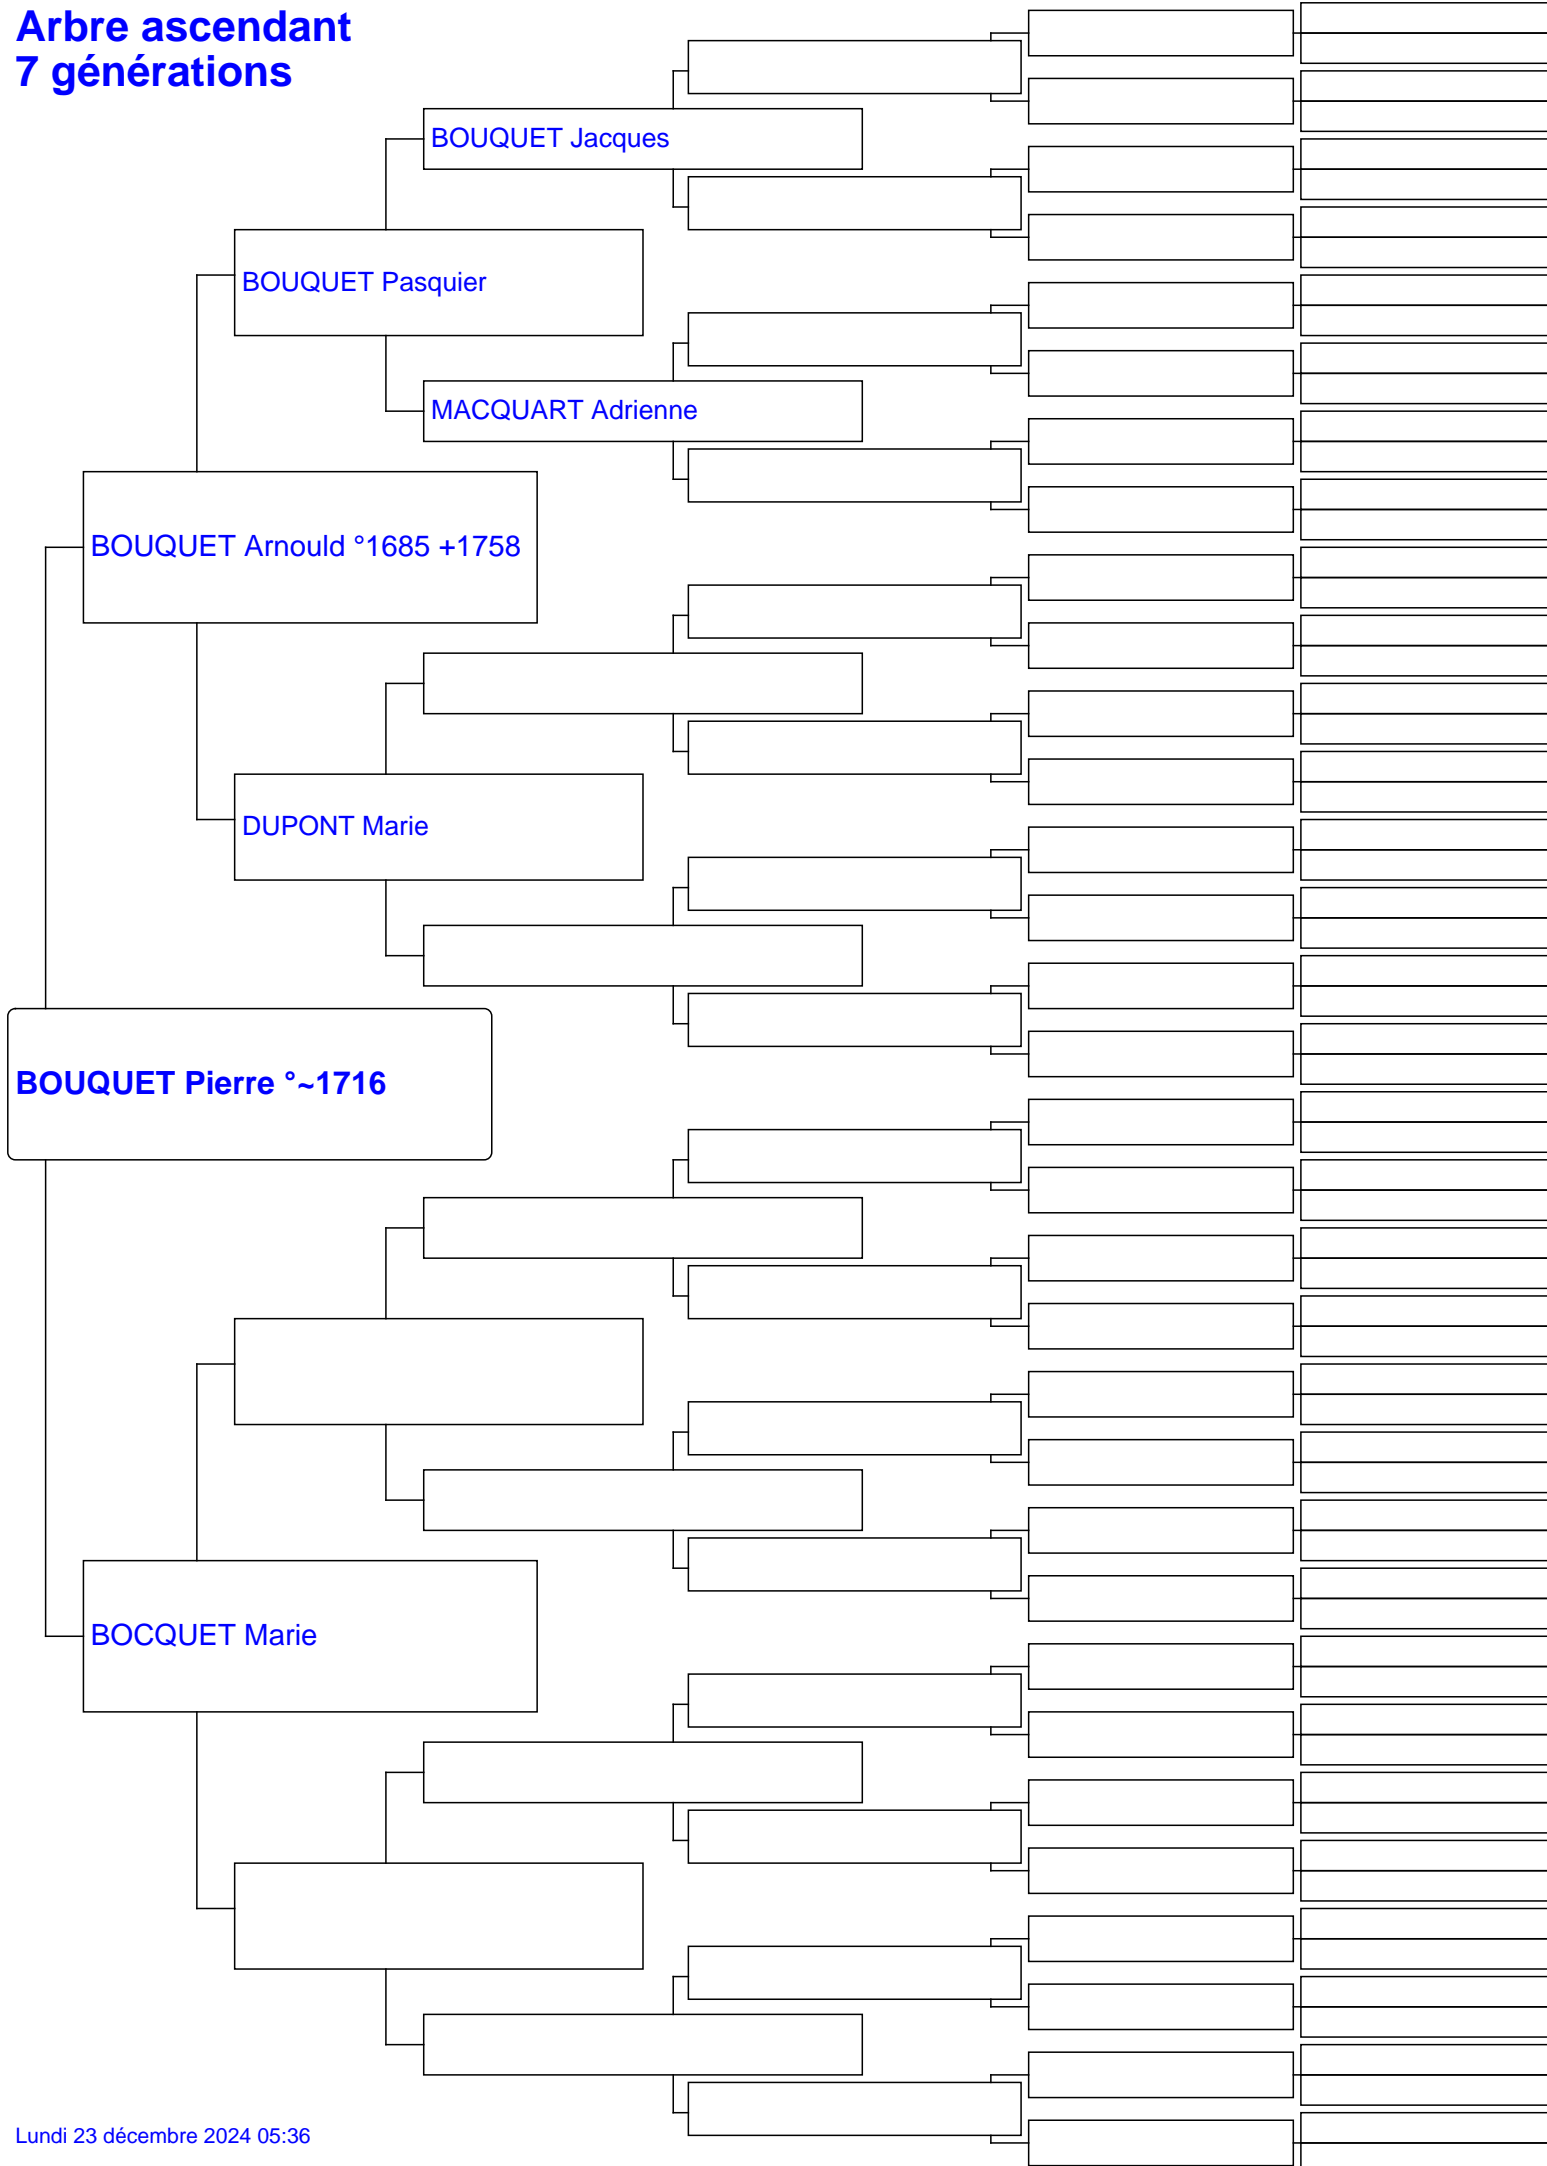 Arbre ascendant
7 générations
BOUQUET Jacques
BOUQUET Pasquier
MACQUART Adrienne
BOUQUET Arnould °1685 +1758
DUPONT Marie
BOUQUET Pierre °~1716
BOCQUET Marie
Lundi 23 décembre 2024 05:36